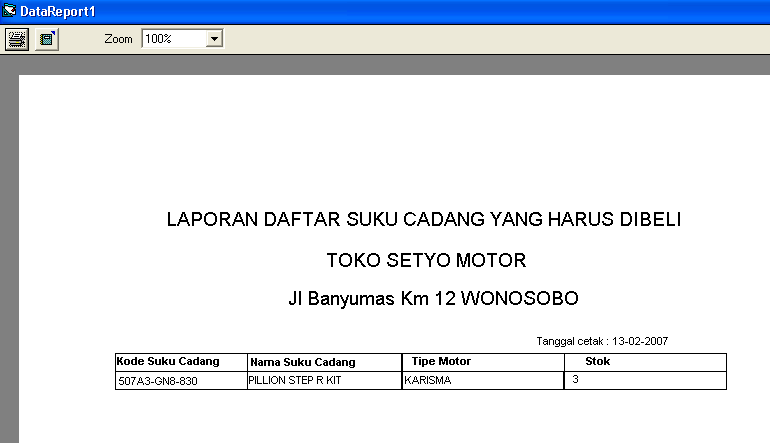 DataReport1
Zoom 100%
LAPORAN DAFTAR SUKU CADANG YANG HARUS DIBELI
TOKO SETYO MOTOR
Jl Banyumas Km 12 WONOSOBO
Tanggal cetak : 13-02-2007
Kode Suku Cadang Nama Suku Cadang Tipe Motor Stok
507A3-GN8-830 PILLION STEP R KIT KARISMA 3